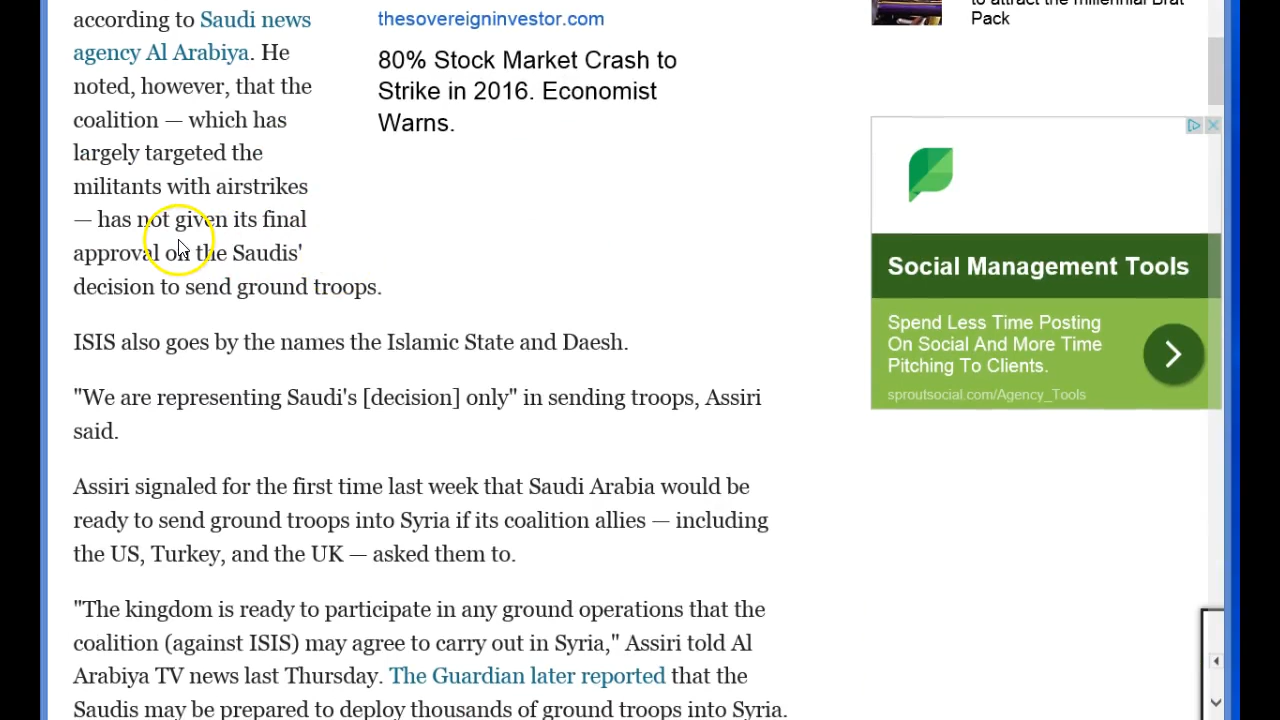 according to Saudi news
agency Al Arabiya. He
noted, however, that the
coalition — which has
largely targeted the
militants with airstrikes
— has not given its final
approval on the Saudis'
decision to send ground troops.
ISIS also goes by the names the Islamic State and Daesh.
"We are representing Saudi's [decision] only" in sending troops, Assiri
said.
Assiri signaled for the first time last week that Saudi Arabia would be
ready to send ground troops into Syria if its coalition allies — including
the US, Turkey, and the UK — asked them to.
"The kingdom is ready to participate in any ground operations that the
coalition (against ISIS) may agree to carry out in Syria," Assiri told Al
Arabiya TV news last Thursday. The Guardian later reported that the
Saudis may be prepared to deploy thousands of ground troops into Syria.
thesovereigninvestor.com
80% Stock Market Crash to
Strike in 2016. Economist
Warns.
to attract the millennial Brat
Pack
Social Management Tools
Spend Less Time Posting
On Social And More Time
Pitching To Clients.
sproutsocial.com/Agency_Tools